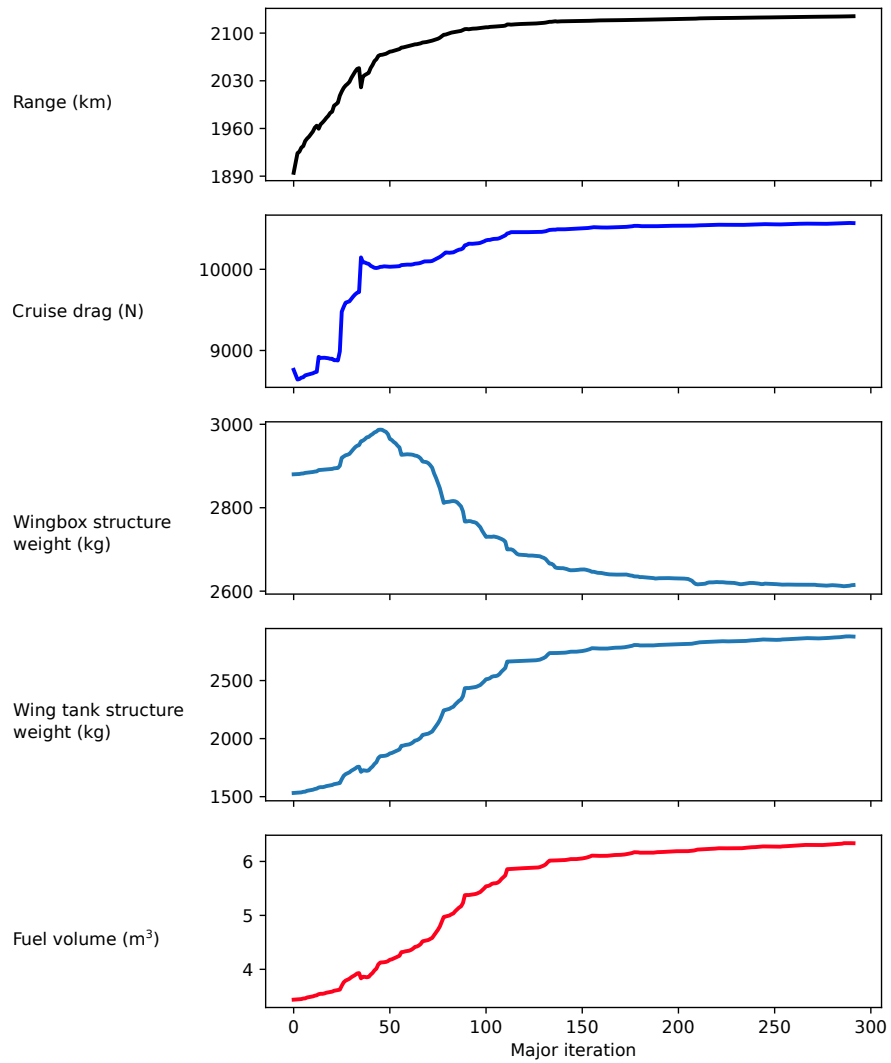 2100
2030
Range (km)
1960
1890
10000
Cruise drag (N)
9000
3000
2800
Wingbox structure
weight (kg)
2600
2500
Wing tank structure
weight (kg)
2000
1500
6
5
Fuel volume (m³)
4
0 50 100 150 200 250 300
Major iteration